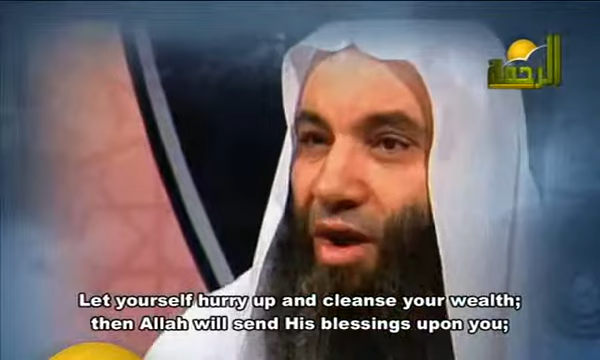 الرحمة
Let yourself hurry up and cleanse your wealth;
then Allah will send His blessings upon you;